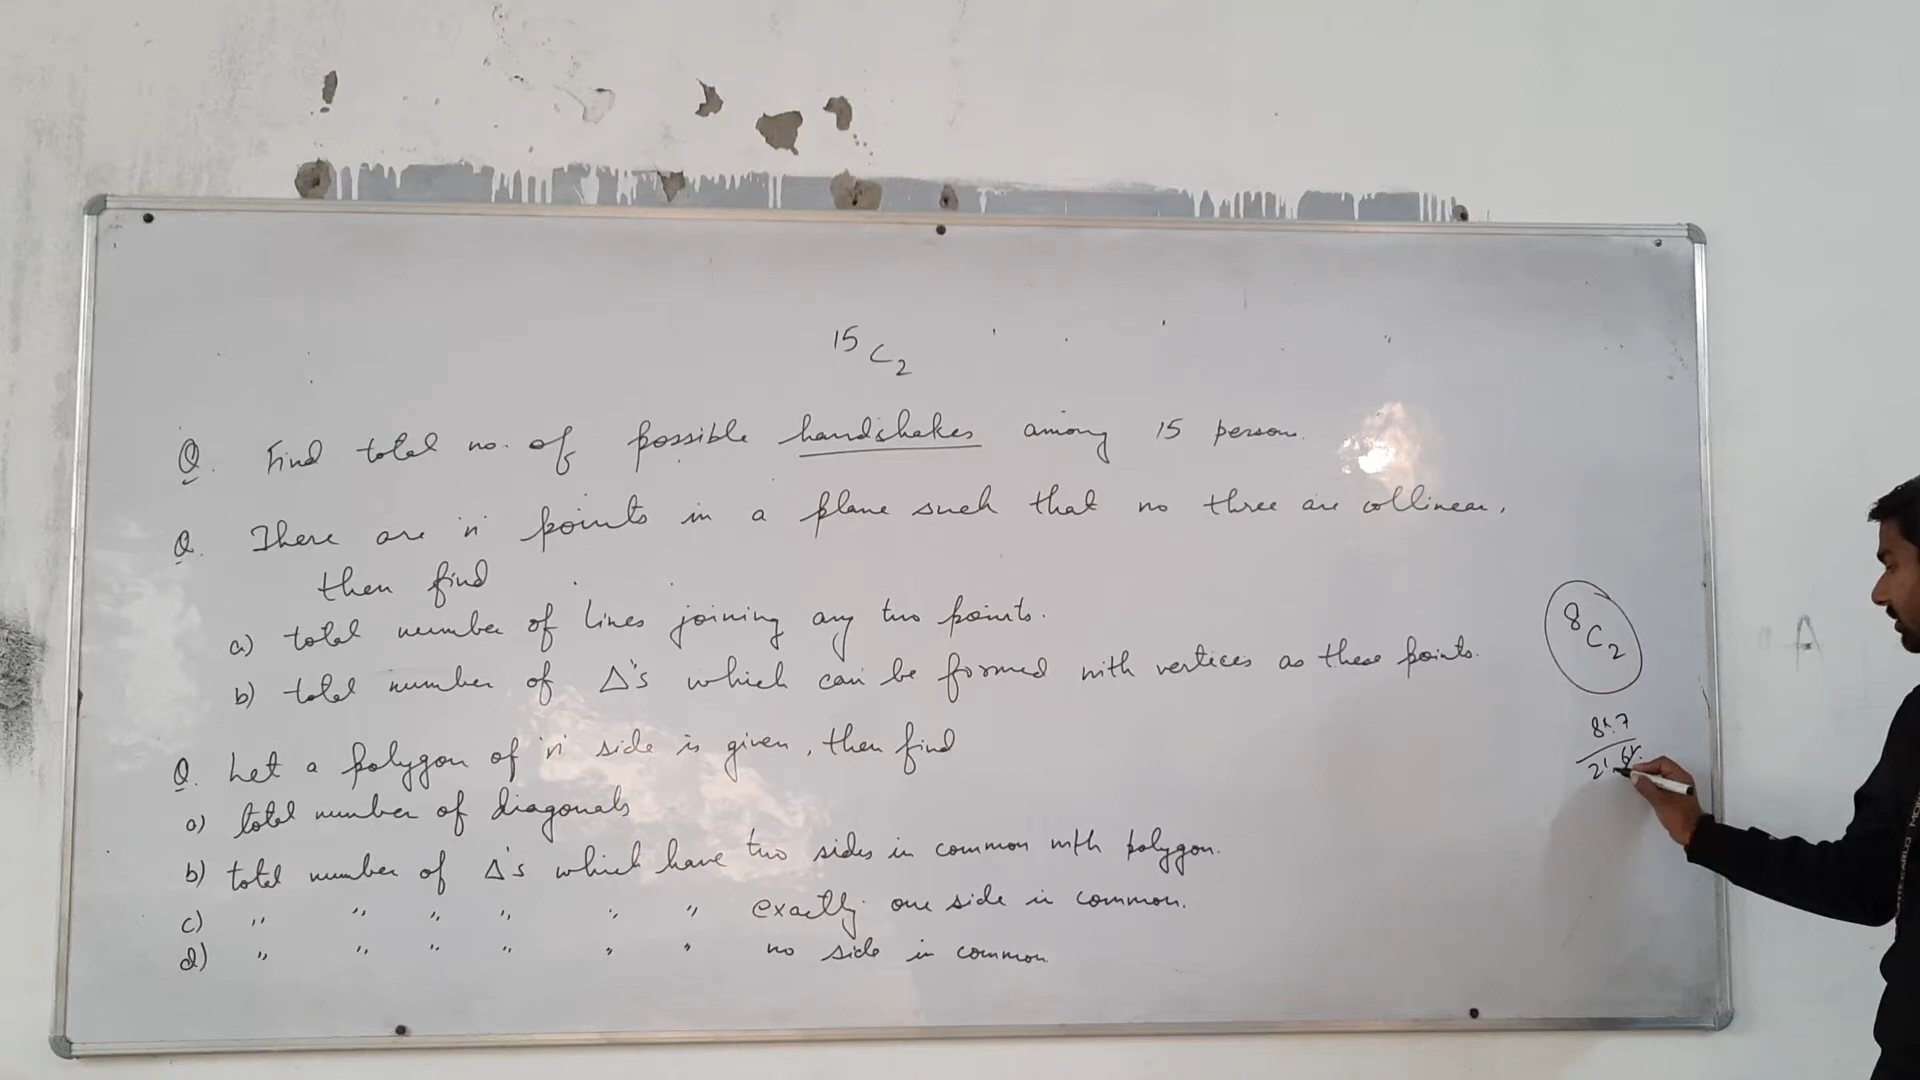 15C2
Q. Find total no. of possible handshakes among 15 person.
Q. There are 'n' points in a plane such that no three are collinear,
then find
a) total number of lines joining any two points.
b) total number of Δ's which can be formed with vertices as these points.
8C2
Q. Let a polygon of 'n' side is given, then find
a) total number of diagonals
b) total number of Δ's which have two sides in common with polygon.
c) " " " " " " exactly one side in common.
d) " " " " " " no side in common
A